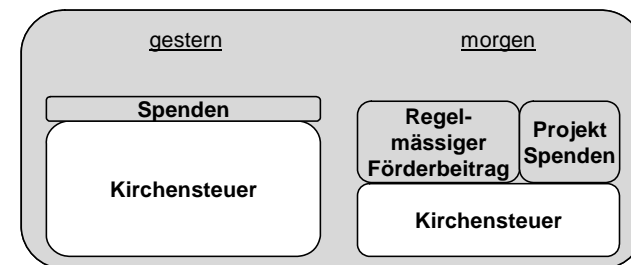 gestern
Spenden
Kirchensteuer
morgen
Regel-
mässiger
Förderbeitrag
Projekt
Spenden
Kirchensteuer